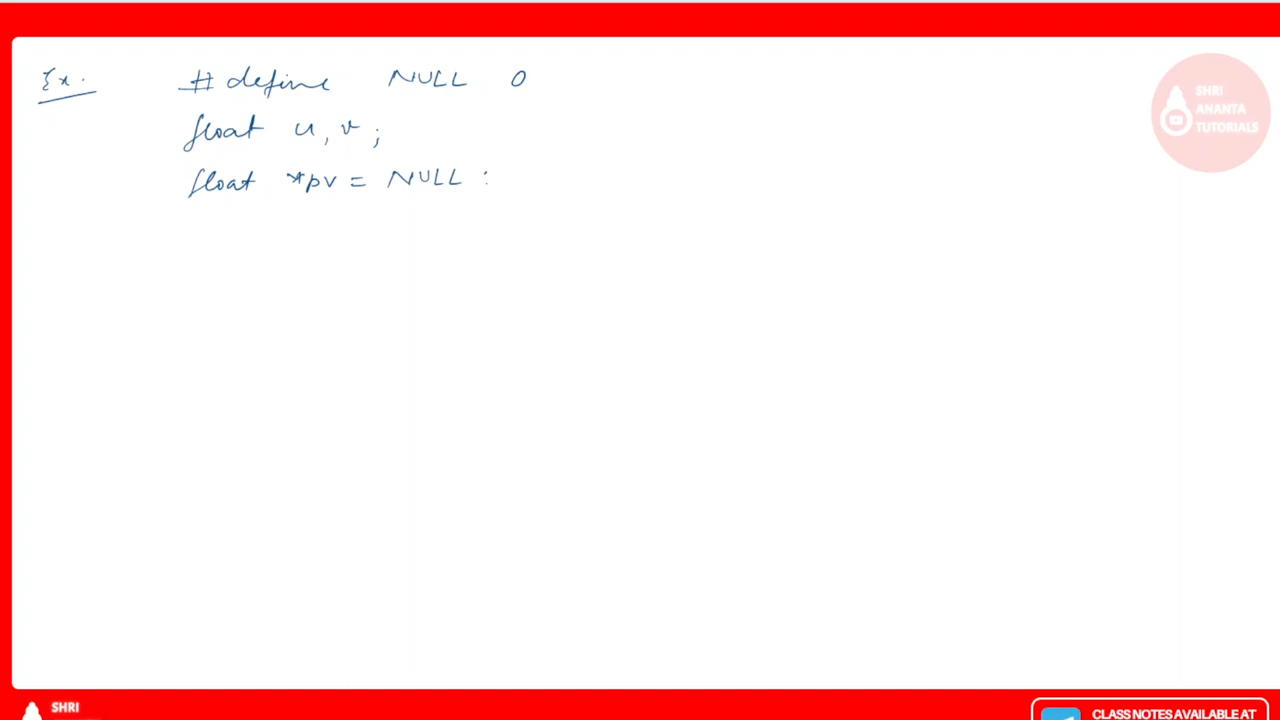 Ex.
# define NULL 0
float u, v ;
float *pv = NULL :
SHRI
ANANTA
TUTORIALS
SHRI
CLASS NOTES AVAILABLE AT